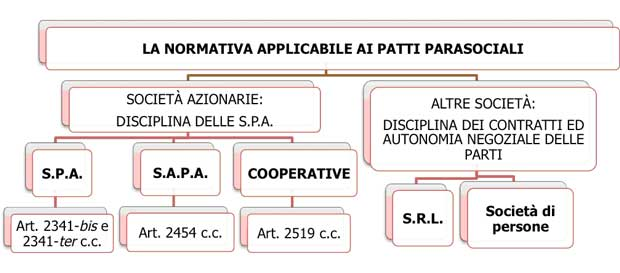 LA NORMATIVA APPLICABILE AI PATTI PARASOCIALI
SOCIETÀ AZIONARIE:
DISCIPLINA DELLE S.P.A.
ALTRE SOCIETÀ:
DISCIPLINA DEI CONTRATTI ED
AUTONOMIA NEGOZIALE DELLE
PARTI
S.P.A.
S.A.P.A.
COOPERATIVE
S.R.L.
Società di
persone
Art. 2341-bis e
2341-ter c.c.
Art. 2454 c.c.
Art. 2519 c.c.